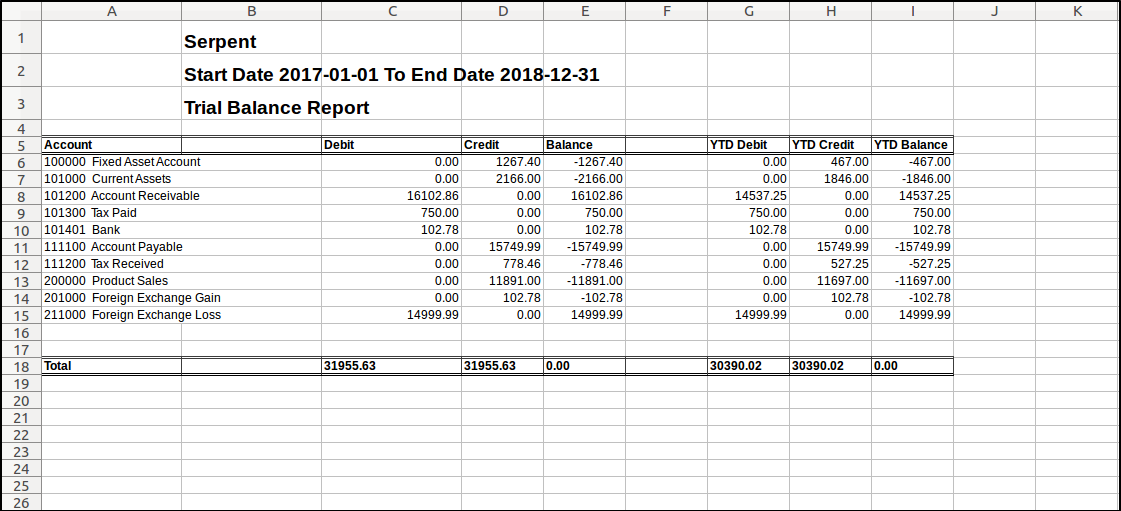 A B C D E F G H I J K
1 Serpent
2 Start Date 2017-01-01 To End Date 2018-12-31
3 Trial Balance Report
4
5 Account Debit Credit Balance YTD Debit YTD Credit YTD Balance
6 100000 Fixed Asset Account 0.00 1267.40 -1267.40 0.00 467.00 -467.00
7 101000 Current Assets 0.00 2166.00 -2166.00 0.00 1846.00 -1846.00
8 101200 Account Receivable 16102.86 0.00 16102.86 14537.25 0.00 14537.25
9 101300 Tax Paid 750.00 0.00 750.00 750.00 0.00 750.00
10 101401 Bank 102.78 0.00 102.78 102.78 0.00 102.78
11 111100 Account Payable 0.00 15749.99 -15749.99 0.00 15749.99 -15749.99
12 111200 Tax Received 0.00 778.46 -778.46 0.00 527.25 -527.25
13 200000 Product Sales 0.00 11891.00 -11891.00 0.00 11697.00 -11697.00
14 201000 Foreign Exchange Gain 0.00 102.78 -102.78 0.00 102.78 -102.78
15 211000 Foreign Exchange Loss 14999.99 0.00 14999.99 14999.99 0.00 14999.99
16
17
18 Total 31955.63 31955.63 0.00 30390.02 30390.02 0.00
19
20
21
22
23
24
25
26